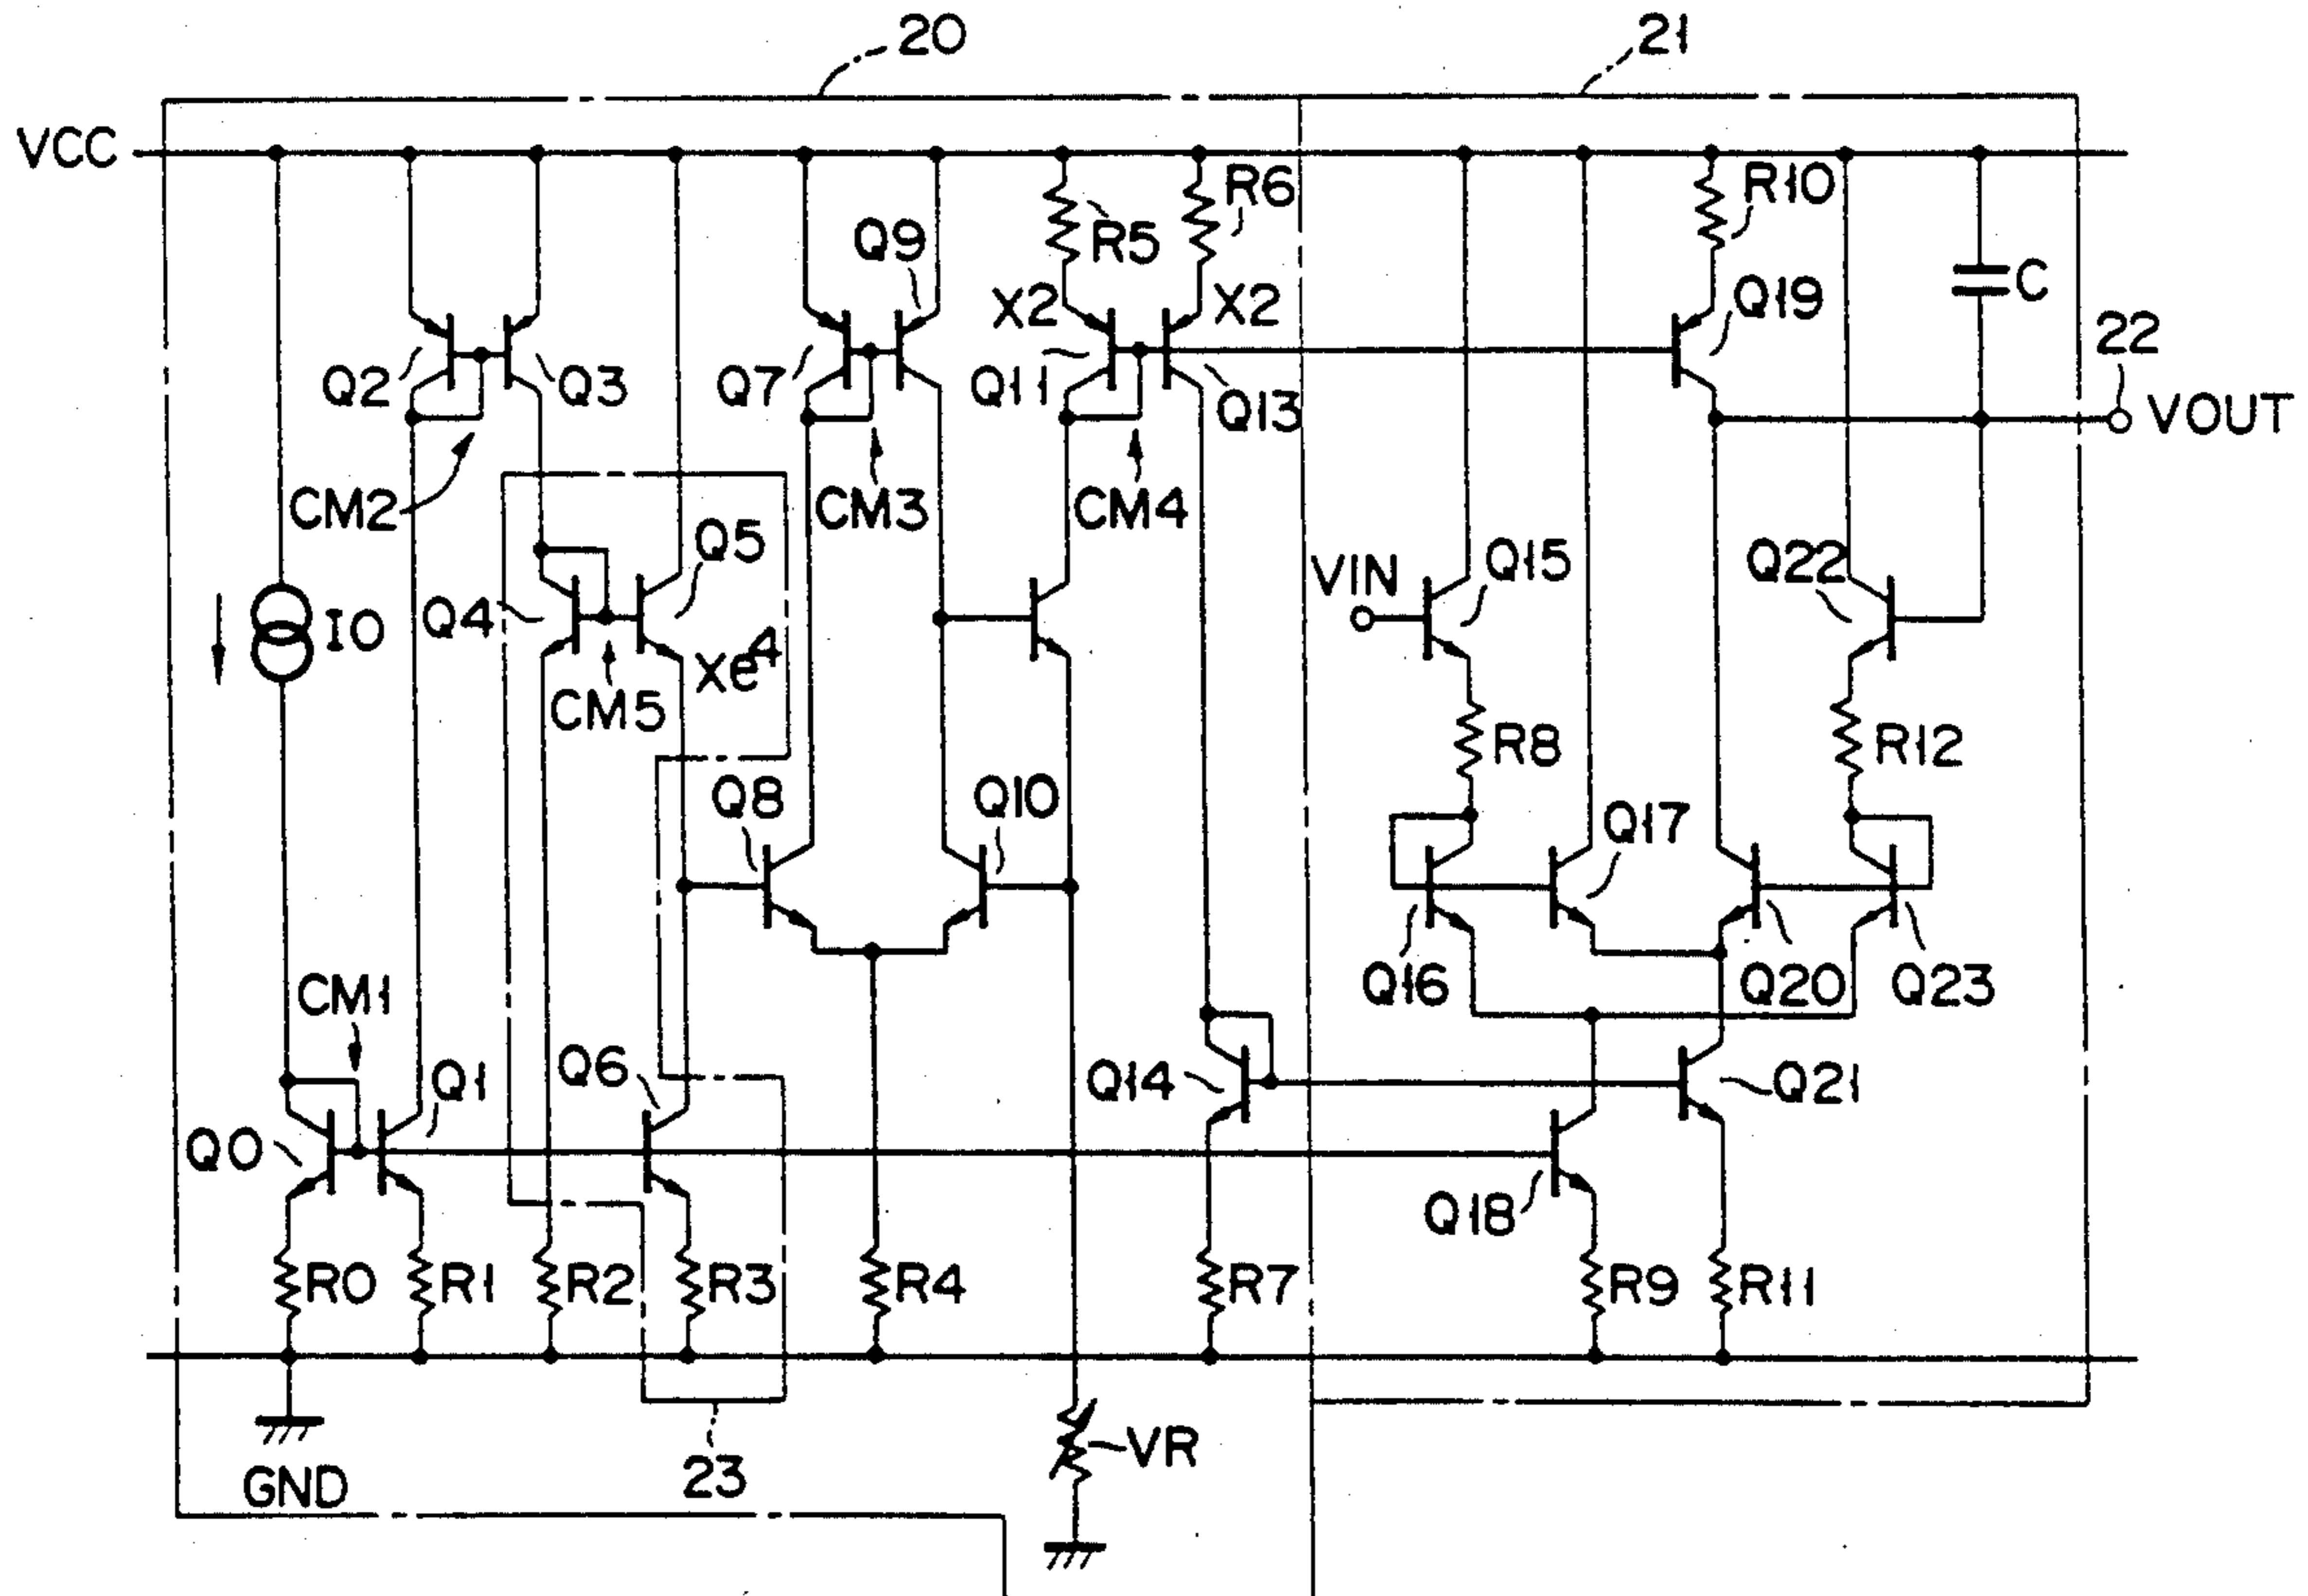 20
21
VCC
R6
R10
R5
Q9
X2
X2
Q19
C
22
Q2
Q3
Q7
Q11
Q13
VOUT
CM2
CM3
CM4
Q5
VIN
Q15
Q22
Q4
I0
Xe4
CM5
R8
R12
Q8
Q10
Q17
CM1
Q16
Q20
Q23
Q1
Q6
Q14
Q21
Q0
Q18
R0
R1
R2
R3
R4
R7
R9
R11
VR
23
GND